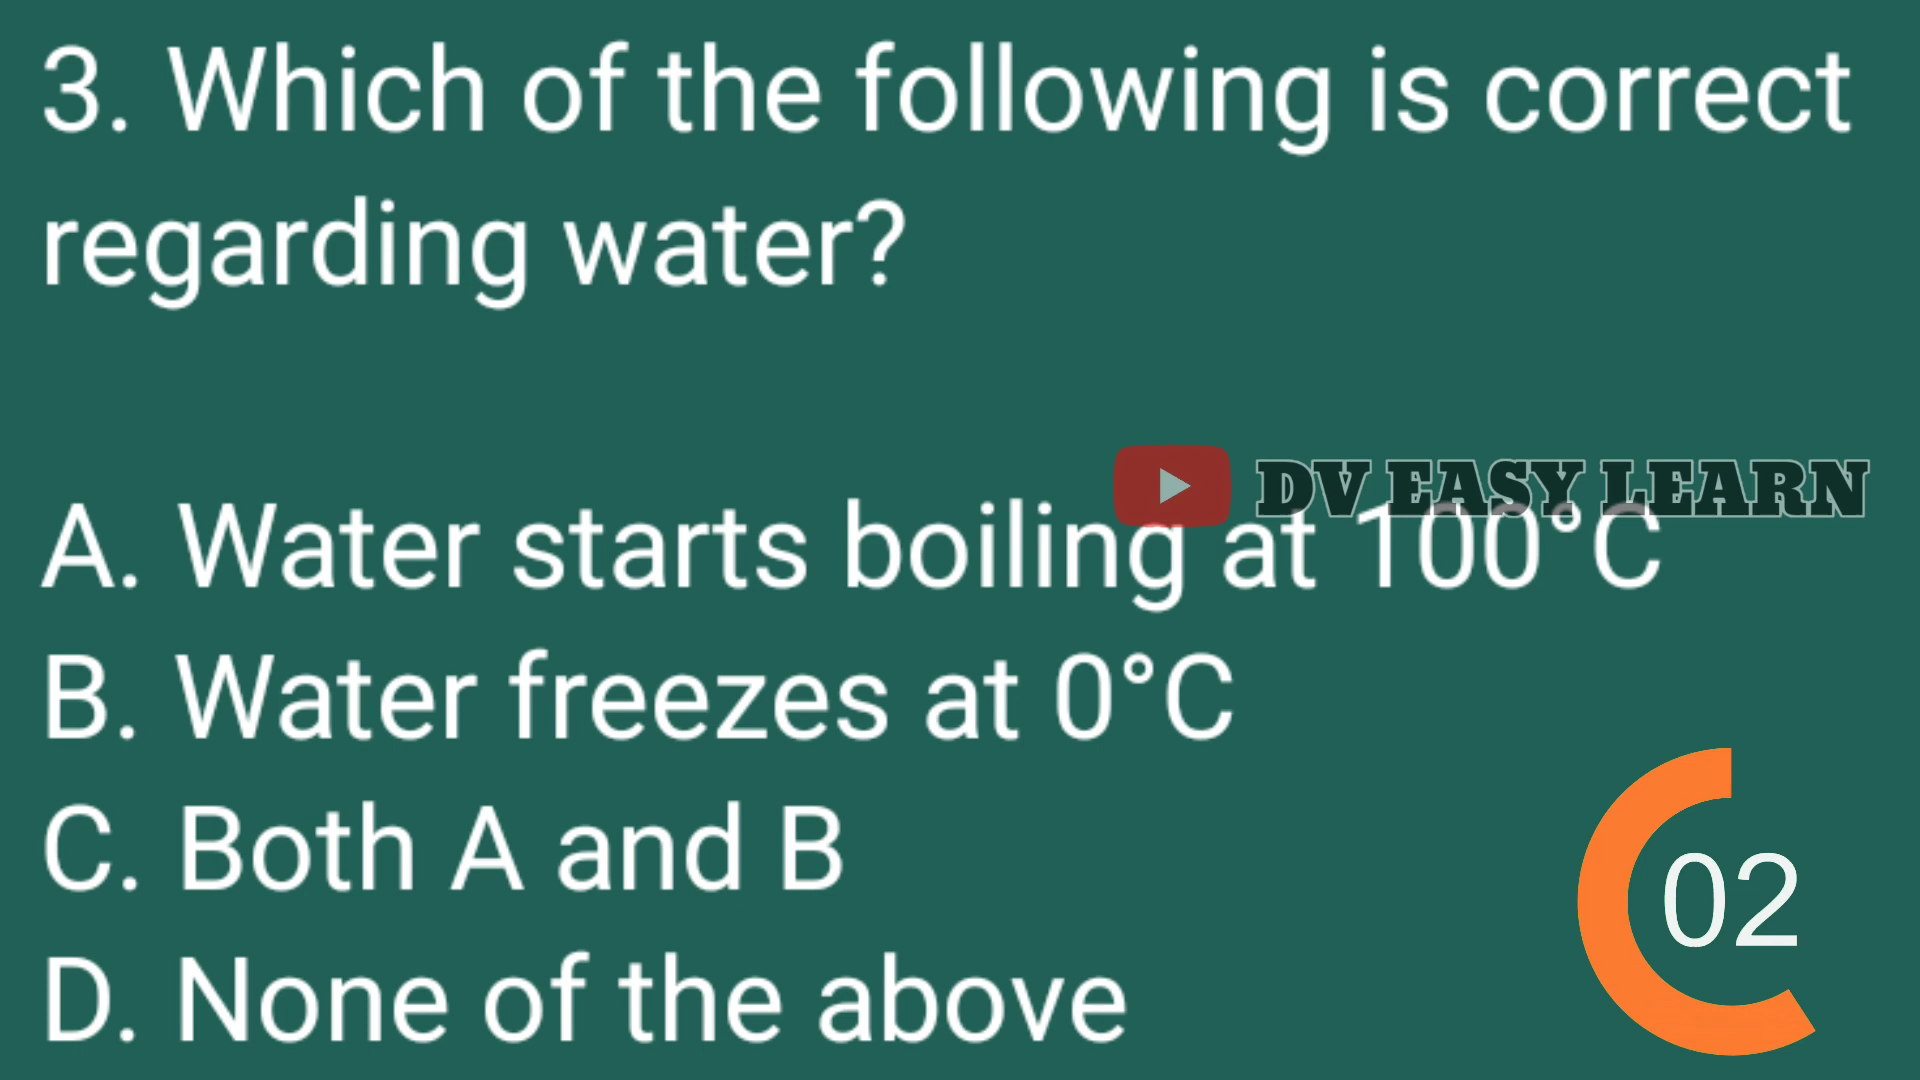 3. Which of the following is correct
regarding water?
DV EASY LEARN
A. Water starts boiling at 100°C
B. Water freezes at 0°C
C. Both A and B
02
D. None of the above